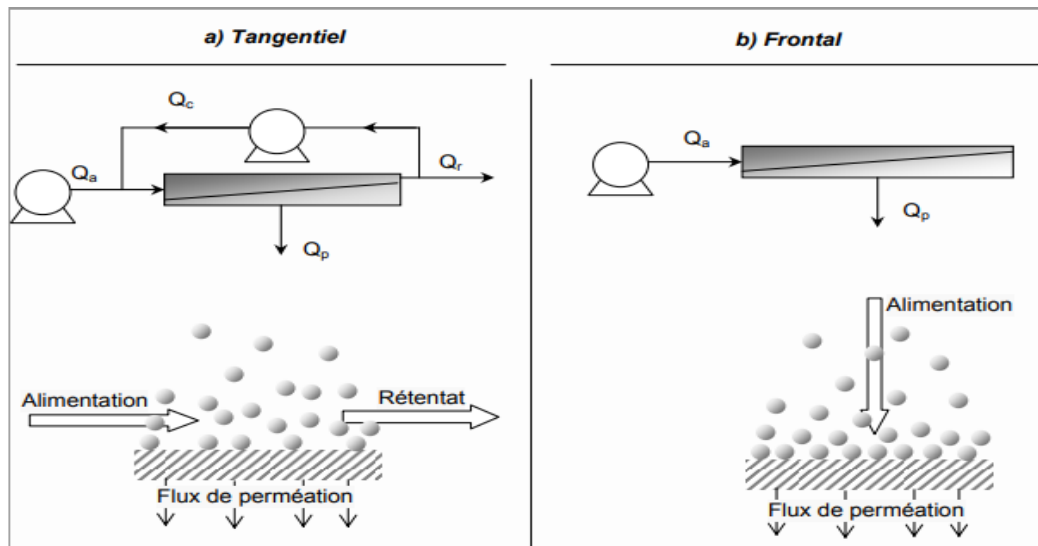 a) Tangentiel
Qc
Qa
Qr
Qp
Alimentation
Rétentat
Flux de perméation
b) Frontal
Qa
Qp
Alimentation
Flux de perméation